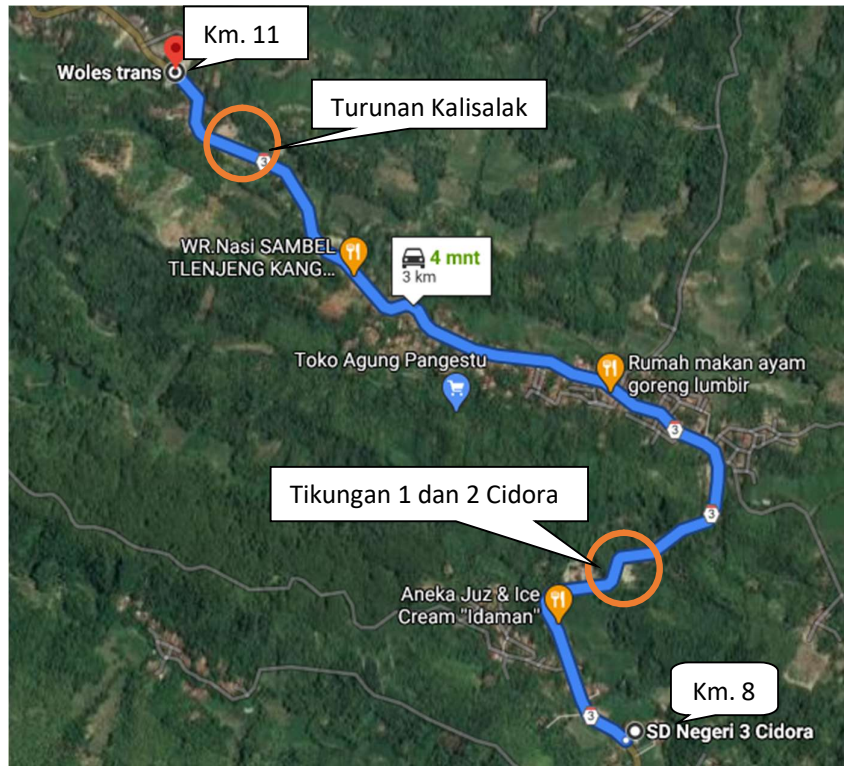 Km. 11
Woles trans
Turunan Kalisalak
3
WR.Nasi SAMBEL
TLENJENG KANG...
4 mnt
3 km
Toko Agung Pangestu
Rumah makan ayam
goreng lumbir
3
Tikungan 1 dan 2 Cidora
3
Aneka Juz & Ice
Cream "Idaman"
Km. 8
3
SD Negeri 3 Cidora